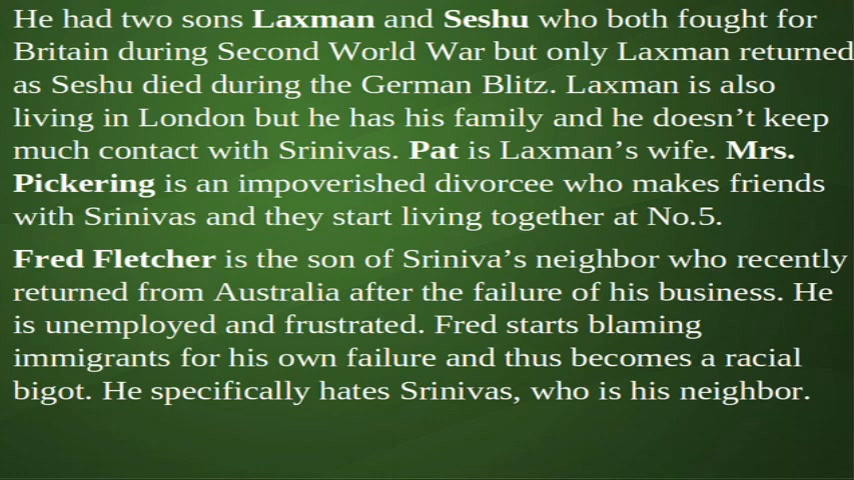 He had two sons Laxman and Seshu who both fought for
Britain during Second World War but only Laxman returned
as Seshu died during the German Blitz. Laxman is also
living in London but he has his family and he doesn’t keep
much contact with Srinivas. Pat is Laxman’s wife. Mrs.
Pickering is an impoverished divorcee who makes friends
with Srinivas and they start living together at No.5.
Fred Fletcher is the son of Sriniva’s neighbor who recently
returned from Australia after the failure of his business. He
is unemployed and frustrated. Fred starts blaming
immigrants for his own failure and thus becomes a racial
bigot. He specifically hates Srinivas, who is his neighbor.